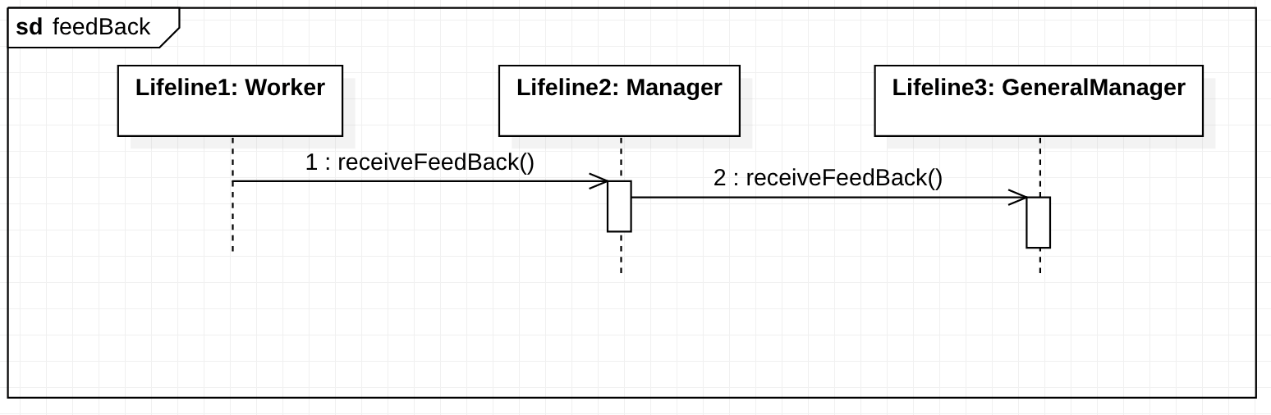 sd feedBack
Lifeline1: Worker
Lifeline2: Manager
Lifeline3: GeneralManager
1 : receiveFeedBack()
2 : receiveFeedBack()